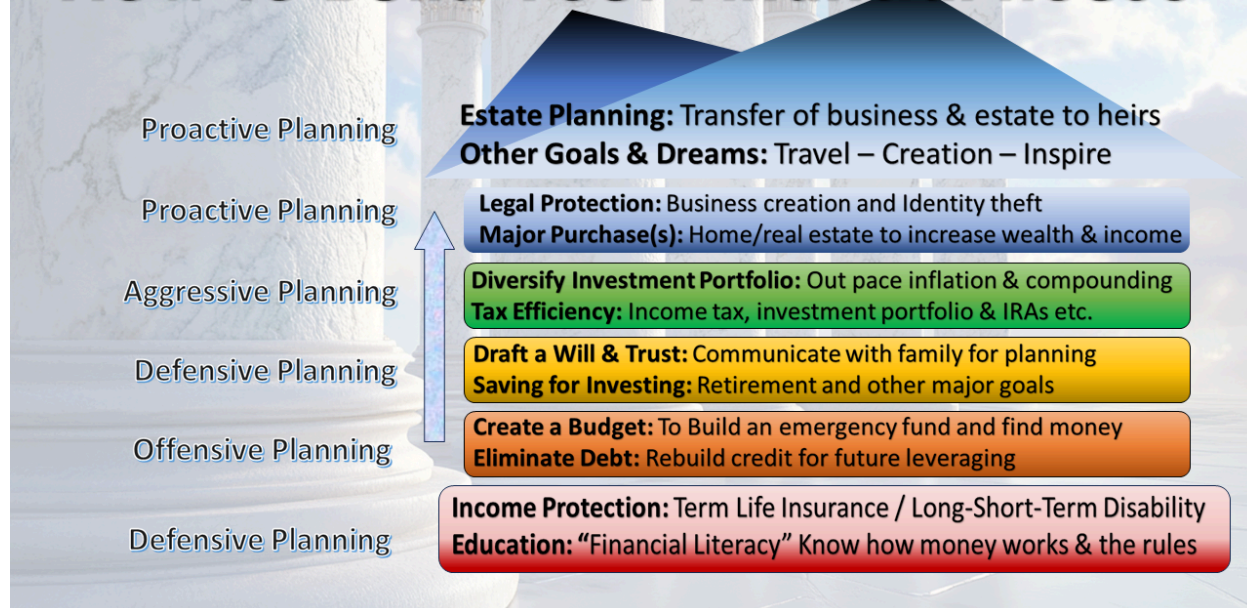 Proactive Planning
Estate Planning: Transfer of business & estate to heirs
Other Goals & Dreams: Travel – Creation – Inspire
Proactive Planning
Legal Protection: Business creation and Identity theft
Major Purchase(s): Home/real estate to increase wealth & income
Aggressive Planning
Diversify Investment Portfolio: Out pace inflation & compounding
Tax Efficiency: Income tax, investment portfolio & IRAs etc.
Defensive Planning
Draft a Will & Trust: Communicate with family for planning
Saving for Investing: Retirement and other major goals
Offensive Planning
Create a Budget: To Build an emergency fund and find money
Eliminate Debt: Rebuild credit for future leveraging
Defensive Planning
Income Protection: Term Life Insurance / Long-Short-Term Disability
Education: “Financial Literacy” Know how money works & the rules